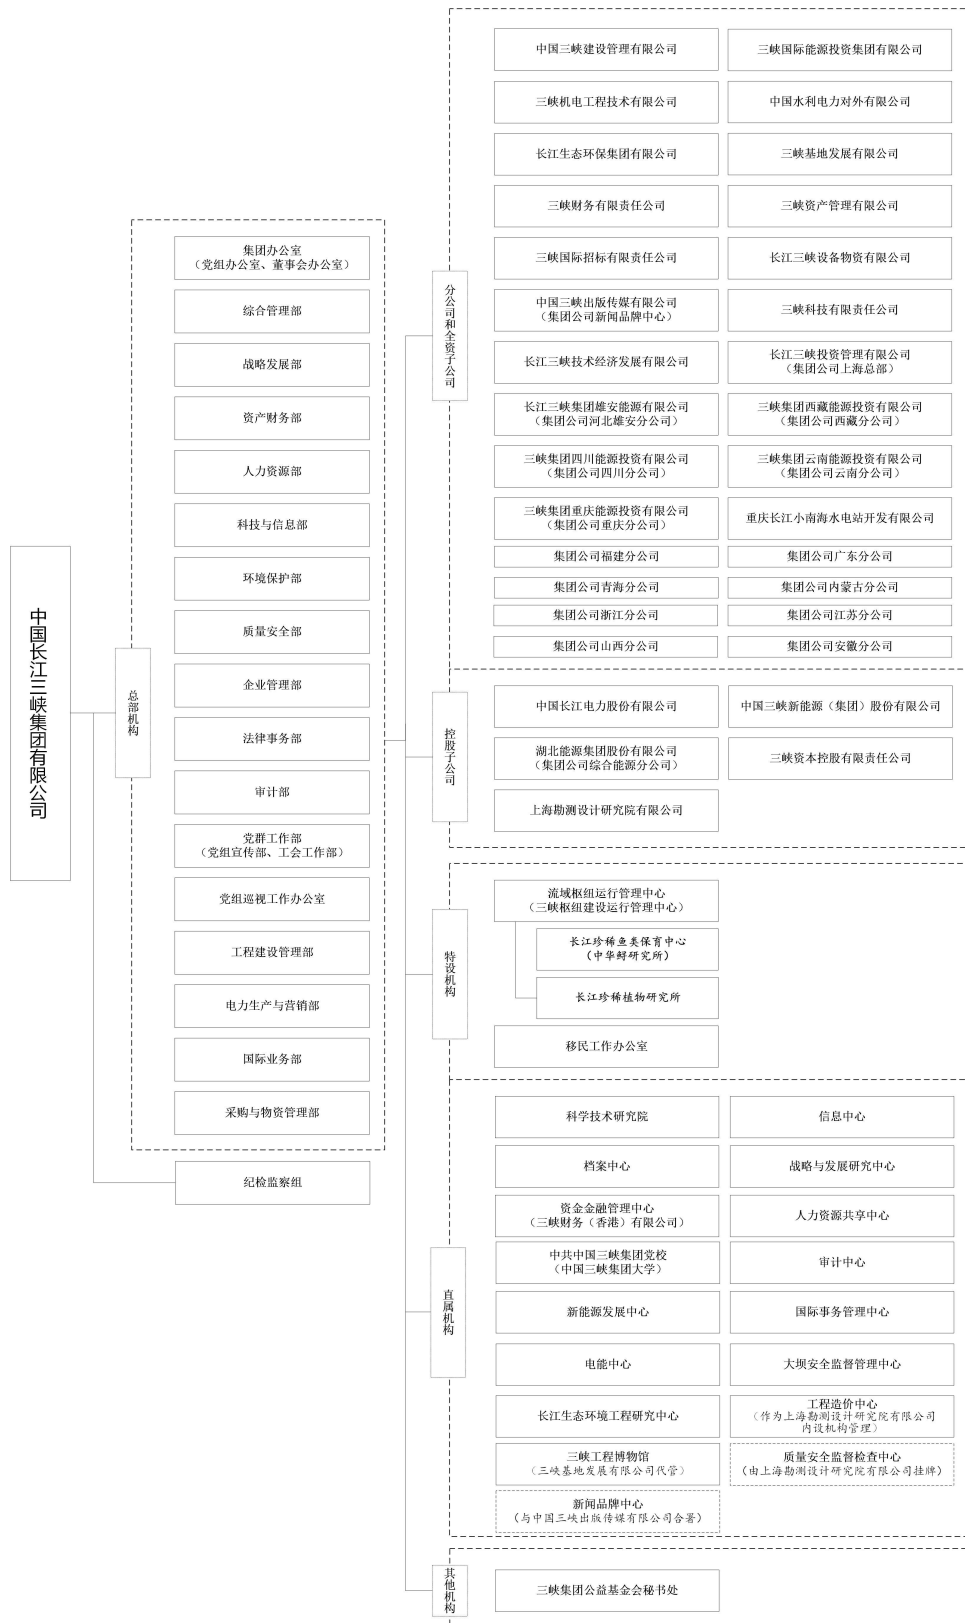 中国长江三峡集团有限公司
总部机构
集团办公室
（党组办公室、董事会办公室）
综合管理部
战略发展部
资产财务部
人力资源部
科技与信息部
环境保护部
质量安全部
企业管理部
法律事务部
审计部
党群工作部
（党组宣传部、工会工作部）
党组巡视工作办公室
工程建设管理部
电力生产与营销部
国际业务部
采购与物资管理部
纪检监察组
分公司和全资子公司
中国三峡建设管理有限公司
三峡国际能源投资集团有限公司
三峡机电工程技术有限公司
中国水利电力对外有限公司
长江生态环保集团有限公司
三峡基地发展有限公司
三峡财务有限责任公司
三峡资产管理有限公司
三峡国际招标有限责任公司
长江三峡设备物资有限公司
中国三峡出版传媒有限公司
（集团公司新闻品牌中心）
三峡科技有限责任公司
长江三峡技术经济发展有限公司
长江三峡投资管理有限公司
（集团公司上海总部）
长江三峡集团雄安能源有限公司
（集团公司河北雄安分公司）
三峡集团西藏能源投资有限公司
（集团公司西藏分公司）
三峡集团四川能源投资有限公司
（集团公司四川分公司）
三峡集团云南能源投资有限公司
（集团公司云南分公司）
三峡集团重庆能源投资有限公司
（集团公司重庆分公司）
重庆长江小南海水电站开发有限公司
集团公司福建分公司
集团公司广东分公司
集团公司青海分公司
集团公司内蒙古分公司
集团公司浙江分公司
集团公司江苏分公司
集团公司山西分公司
集团公司安徽分公司
控股子公司
中国长江电力股份有限公司
中国三峡新能源（集团）股份有限公司
湖北能源集团股份有限公司
（集团公司综合能源分公司）
三峡资本控股有限责任公司
上海勘测设计研究院有限公司
特设机构
流域枢纽运行管理中心
（三峡枢纽建设运行管理中心）
长江珍稀鱼类保育中心
（中华鲟研究所）
长江珍稀植物研究所
移民工作办公室
直属机构
科学技术研究院
信息中心
档案中心
战略与发展研究中心
资金金融管理中心
（三峡财务（香港）有限公司）
人力资源共享中心
中共中国三峡集团党校
（中国三峡集团大学）
审计中心
新能源发展中心
国际事务管理中心
电能中心
大坝安全监督管理中心
长江生态环境工程研究中心
工程造价中心
（作为上海勘测设计研究院有限公司
内设机构管理）
三峡工程博物馆
（三峡基地发展有限公司代管）
质量安全监督检查中心
（由上海勘测设计研究院有限公司挂牌）
新闻品牌中心
（与中国三峡出版传媒有限公司合署）
其他机构
三峡集团公益基金会秘书处